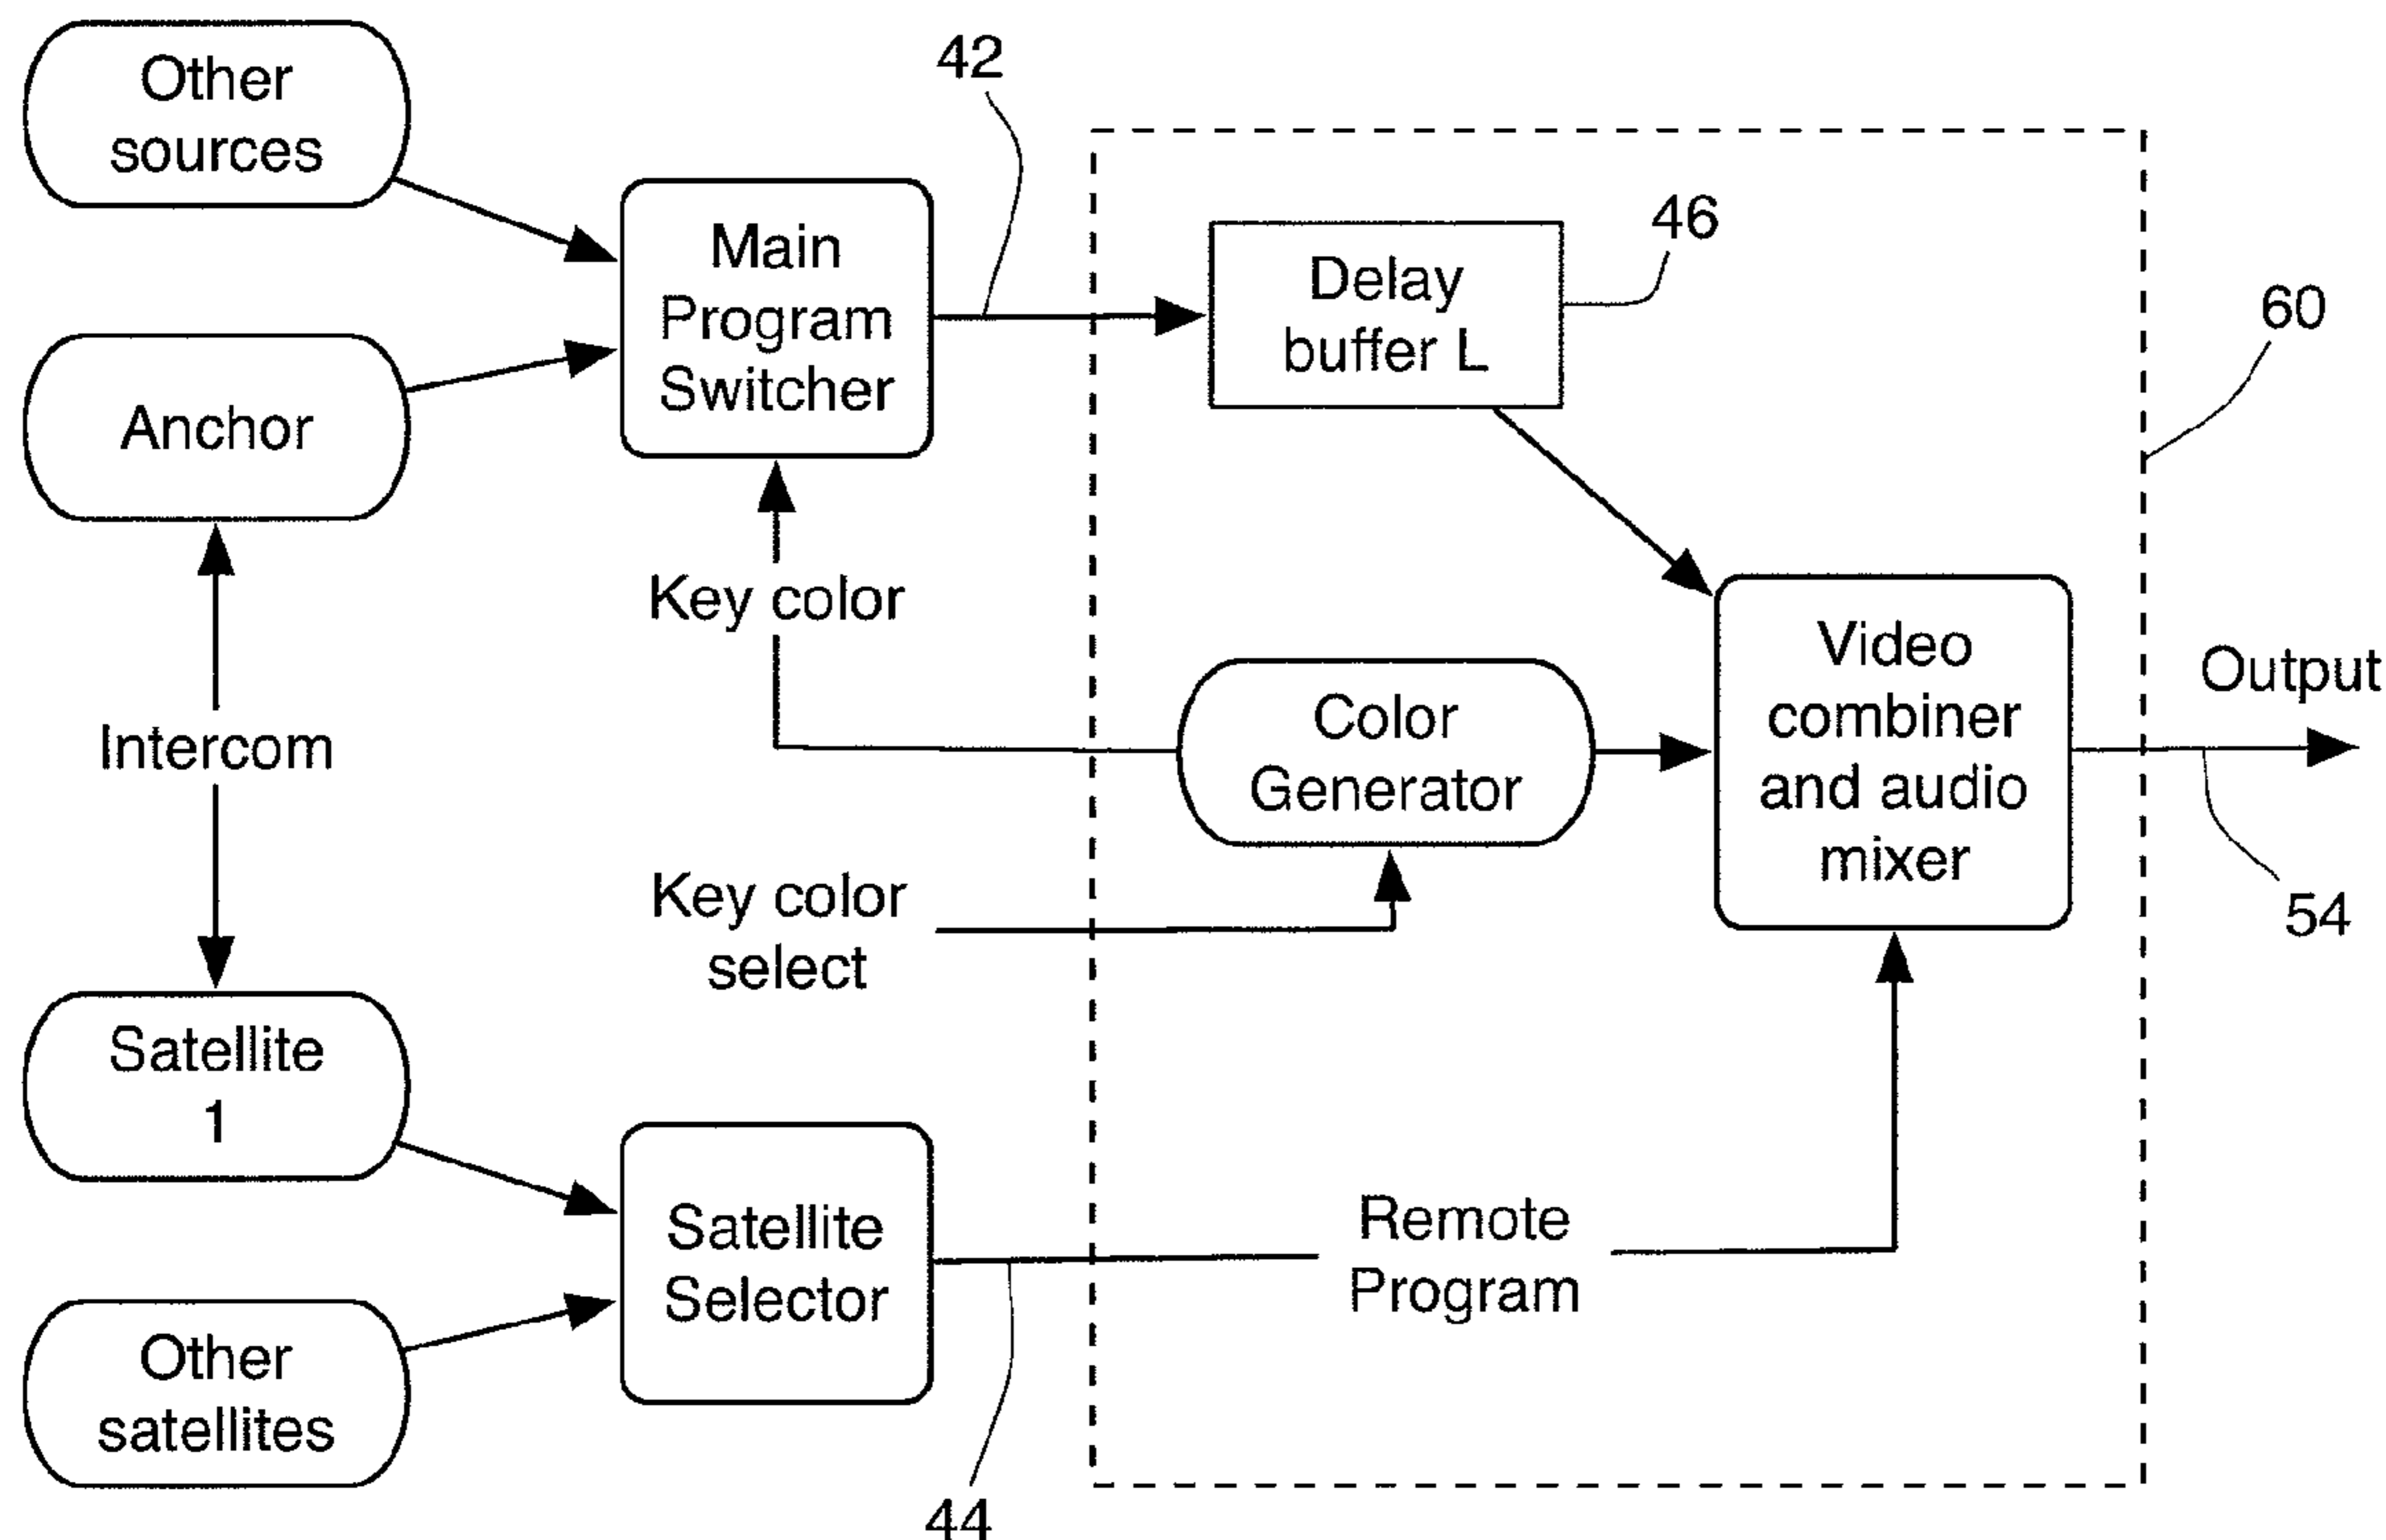 Other
sources
42
46
Main
Program
Switcher
Delay
buffer L
60
Anchor
Key color
Video
combiner
and audio
mixer
Output
Intercom
Color
Generator
Key color
select
54
Satellite
1
Satellite
Selector
Remote
Program
Other
satellites
44